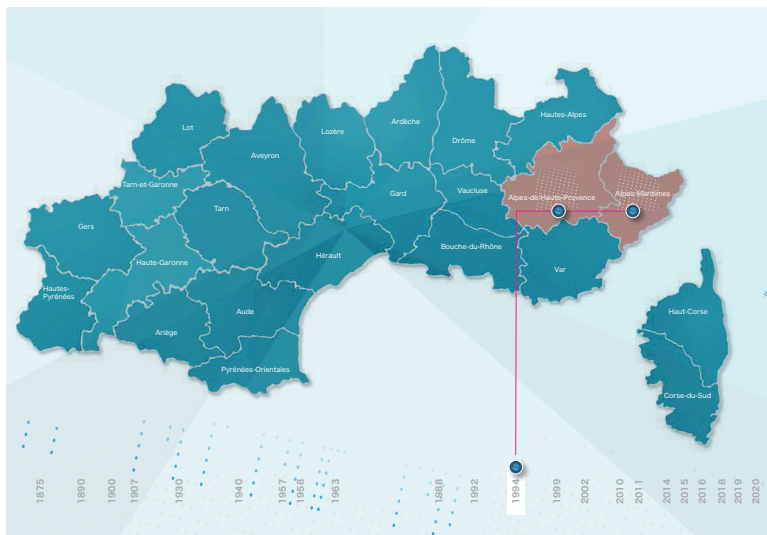 Hautes-Alpes
Ardèche
Lot
Lozère
Drôme
Aveyron
Tarn-et-Garonne
Gard
Vaucluse
Alpes-de/Haute-Provence
Alpes-Maritimes
Tarn
Gers
Bouche-du-Rhône
Hérault
Haute-Garonne
Var
Hautes-
Pyrénées
Aude
Haut-Corse
Ariège
Pyrénées-Orientales
Corse-du-Sud
1875
1890
1900
1907
1930
1940
1957
1958
1963
1988
1992
1994
1999
2002
2010
2011
2014
2015
2016
2018
2019
2020